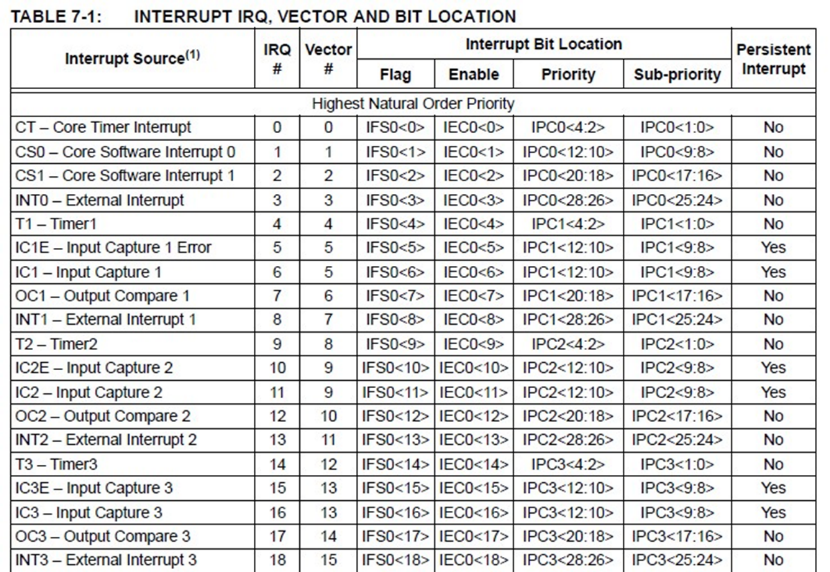 TABLE 7-1: INTERRUPT IRQ, VECTOR AND BIT LOCATION
Interrupt Source(1) IRQ # Vector # Interrupt Bit Location Persistent Interrupt
Flag Enable Priority Sub-priority
Highest Natural Order Priority
CT – Core Timer Interrupt 0 0 IFS0<0> IEC0<0> IPC0<4:2> IPC0<1:0> No
CS0 – Core Software Interrupt 0 1 1 IFS0<1> IEC0<1> IPC0<12:10> IPC0<9:8> No
CS1 – Core Software Interrupt 1 2 2 IFS0<2> IEC0<2> IPC0<20:18> IPC0<17:16> No
INT0 – External Interrupt 3 3 IFS0<3> IEC0<3> IPC0<28:26> IPC0<25:24> No
T1 – Timer1 4 4 IFS0<4> IEC0<4> IPC1<4:2> IPC1<1:0> No
IC1E – Input Capture 1 Error 5 5 IFS0<5> IEC0<5> IPC1<12:10> IPC1<9:8> Yes
IC1 – Input Capture 1 6 5 IFS0<6> IEC0<6> IPC1<12:10> IPC1<9:8> Yes
OC1 – Output Compare 1 7 6 IFS0<7> IEC0<7> IPC1<20:18> IPC1<17:16> No
INT1 – External Interrupt 1 8 7 IFS0<8> IEC0<8> IPC1<28:26> IPC1<25:24> No
T2 – Timer2 9 8 IFS0<9> IEC0<9> IPC2<4:2> IPC2<1:0> No
IC2E – Input Capture 2 10 9 IFS0<10> IEC0<10> IPC2<12:10> IPC2<9:8> Yes
IC2 – Input Capture 2 11 9 IFS0<11> IEC0<11> IPC2<12:10> IPC2<9:8> Yes
OC2 – Output Compare 2 12 10 IFS0<12> IEC0<12> IPC2<20:18> IPC2<17:16> No
INT2 – External Interrupt 2 13 11 IFS0<13> IEC0<13> IPC2<28:26> IPC2<25:24> No
T3 – Timer3 14 12 IFS0<14> IEC0<14> IPC3<4:2> IPC3<1:0> No
IC3E – Input Capture 3 15 13 IFS0<15> IEC0<15> IPC3<12:10> IPC3<9:8> Yes
IC3 – Input Capture 3 16 13 IFS0<16> IEC0<16> IPC3<12:10> IPC3<9:8> Yes
OC3 – Output Compare 3 17 14 IFS0<17> IEC0<17> IPC3<20:18> IPC3<17:16> No
INT3 – External Interrupt 3 18 15 IFS0<18> IEC0<18> IPC3<28:26> IPC3<25:24> No